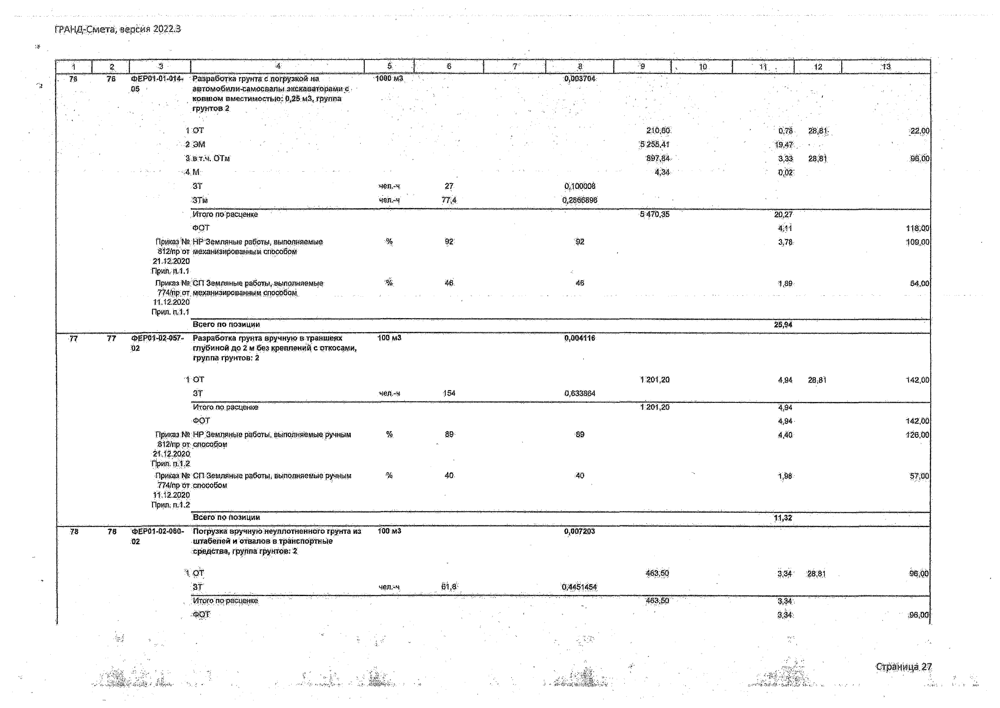 ГРАНД-Смета, версия 2022.3
1 2 3 4 5 6 7 8 9 10 11 12 13
76 76 ФЕР01-01-014- Разработка грунта с погрузкой на 1000 м3 0,003704
05 автомобили-самосвалы экскаваторами с
ковшом вместимостью: 0,25 м3, группа
грунтов 2
1 ОТ 210,60 0,78 28,81 22,00
2 ЭМ 5 255,41 19,47
3 в т.ч. ОТм 897,84 3,33 28,81 96,00
4 М 4,34 0,02
ЗТ чел.-ч 27 0,100008
ЗТм чел.-ч 77,4 0,2866896
Итого по расценке 5 470,35 20,27
ФОТ 4,11 118,00
Приказ № НР Земляные работы, выполняемые % 92 92 3,78 109,00
812/пр от механизированным способом
21.12.2020
Прил. п.1.1
Приказ № СП Земляные работы, выполняемые % 46 46 1,89 54,00
774/пр от механизированным способом
11.12.2020
Прил. п.1.1
Всего по позиции 25,94
77 77 ФЕР01-02-057- Разработка грунта вручную в траншеях 100 м3 0,004116
02 глубиной до 2 м без креплений с откосами,
группа грунтов: 2
1 ОТ 1 201,20 4,94 28,81 142,00
ЗТ чел.-ч 154 0,633864
Итого по расценке 1 201,20 4,94
ФОТ 4,94 142,00
Приказ № НР Земляные работы, выполняемые ручным % 89 89 4,40 126,00
812/пр от способом
21.12.2020
Прил. п.1.2
Приказ № СП Земляные работы, выполняемые ручным % 40 40 1,98 57,00
774/пр от способом
11.12.2020
Прил. п.1.2
Всего по позиции 11,32
78 78 ФЕР01-02-060- Погрузка вручную неуплотненного грунта из 100 м3 0,007203
02 штабелей и отвалов в транспортные
средства, группа грунтов: 2
1 ОТ 463,50 3,34 28,81 96,00
ЗТ чел.-ч 61,8 0,4451454
Итого по расценке 463,50 3,34
ФОТ 3,34 96,00
Страница 27